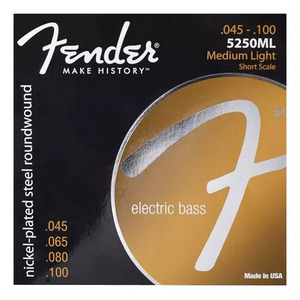 Fender
MAKE HISTORY™
.045 - .100
5250ML
Medium Light
Short Scale
nickel-plated steel roundwound
electric bass
.045
.065
.080
.100
Made in USA